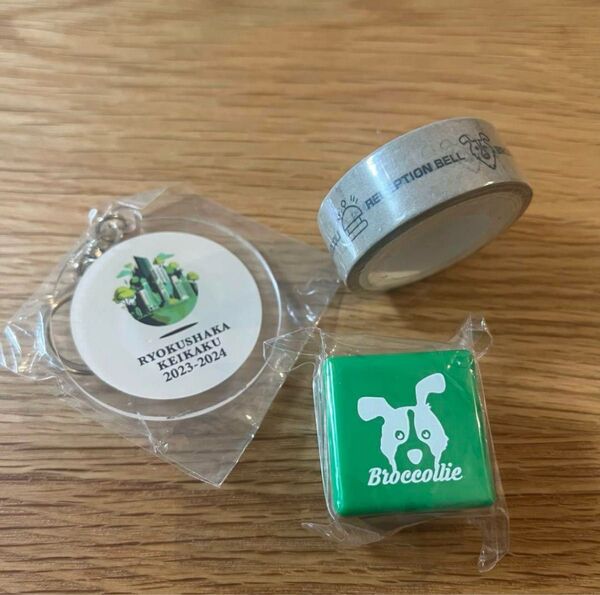 RECEPTION BELL
RYOKUSHAKA
KEIKAKU
2023-2024
Broccollie